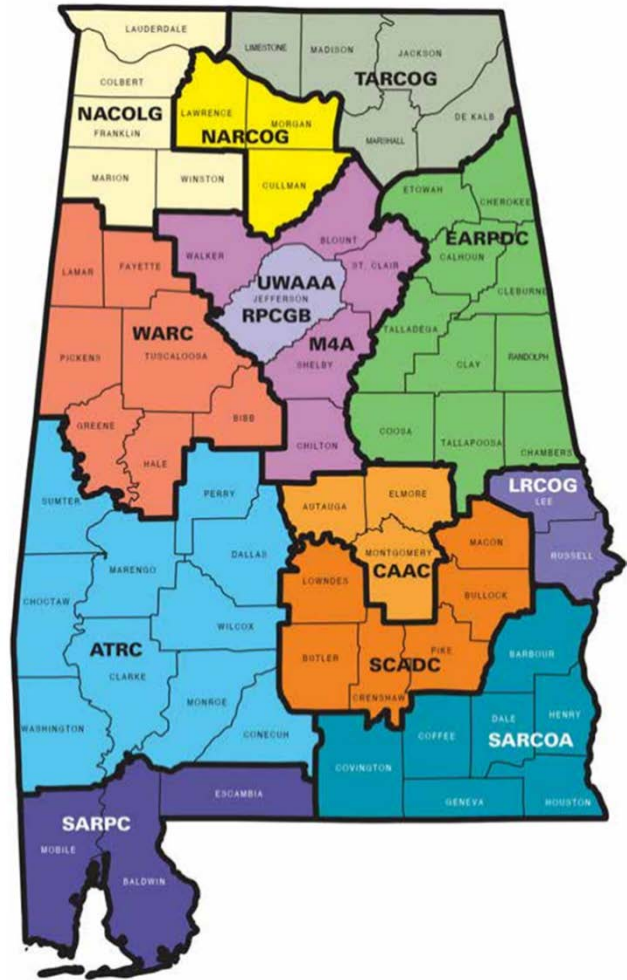 LAUDERDALE
LIMESTONE
MADISON
JACKSON
COLBERT
TARCOG
NACOLG
FRANKLIN
LAWRENCE
MORGAN
NARCOG
MARSHALL
DE KALB
MARION
WINSTON
CULLMAN
ETOWAH
CHEROKEE
WALKER
BLOUNT
EARPDC
CALHOUN
LAMAR
FAYETTE
ST. CLAIR
UWAAA
JEFFERSON
RPCGB
CLEBURNE
WARC
TUSCALOOSA
TALLADEGA
M4A
SHELBY
PICKENS
CLAY
RANDOLPH
GREENE
BIBB
HALE
CHILTON
COOSA
TALLAPOOSA
CHAMBERS
SUMTER
PERRY
AUTAUGA
ELMORE
LRCOG
LEE
DALLAS
MONTGOMERY
MACON
CAAC
RUSSELL
MARENGO
LOWNDES
BULLOCK
CHOCTAW
WILCOX
ATRC
CLARKE
BUTLER
SCADC
PIKE
CRENSHAW
BARBOUR
MONROE
WASHINGTON
CONECUH
COFFEE
DALE
HENRY
SARCOA
COVINGTON
GENEVA
HOUSTON
ESCAMBIA
SARPC
MOBILE
BALDWIN